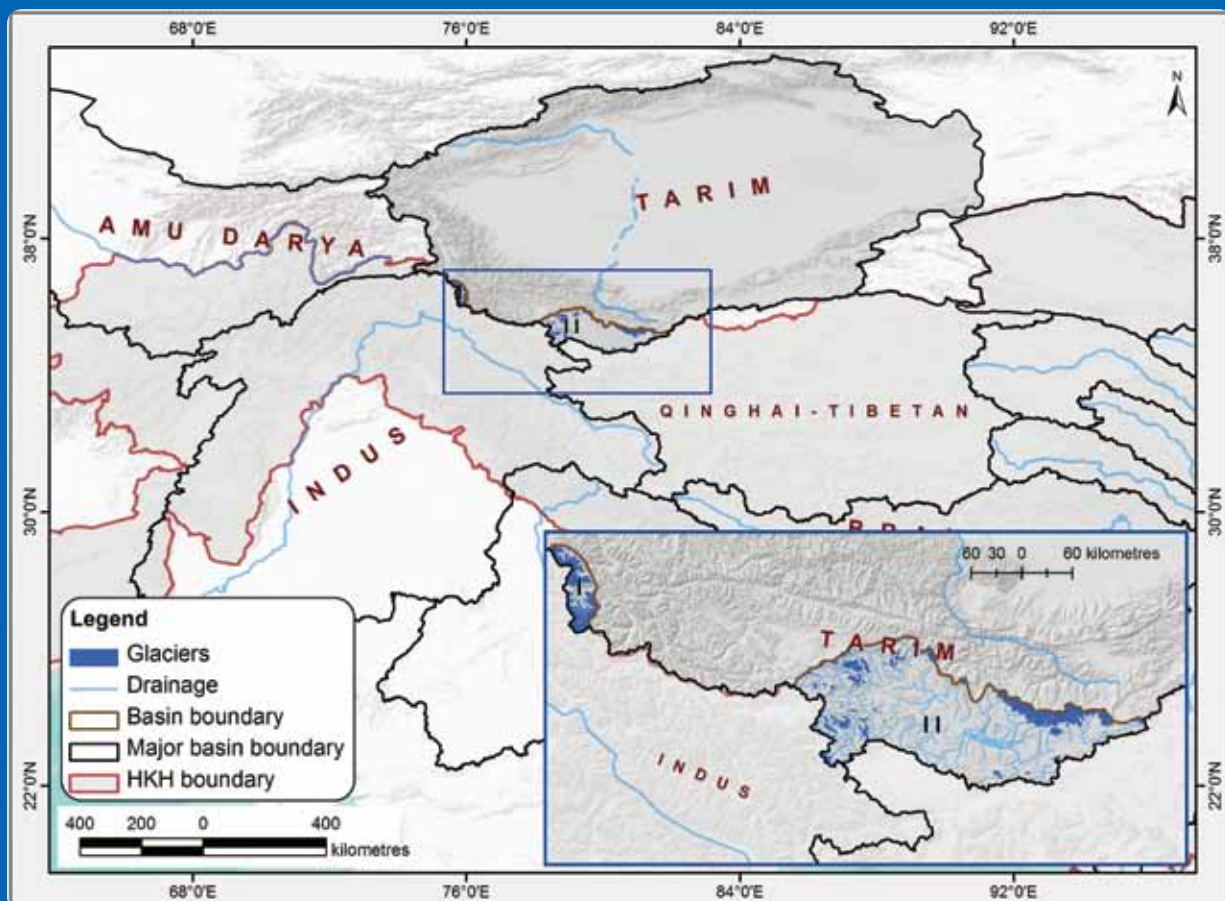 68°0'E 76°0'E 84°0'E 92°0'E
N
TARIM
AMU DARYA
38°0'N 38°0'N
II
QINGHAI-TIBETAN
INDUS
30°0'N 30°0'N
60 30 0 60 kilometres
I
TARIM
II
INDUS
Legend
Glaciers
Drainage
Basin boundary
Major basin boundary
HKH boundary
22°0'N 22°0'N
400 200 0 400
kilometres
68°0'E 76°0'E 84°0'E 92°0'E